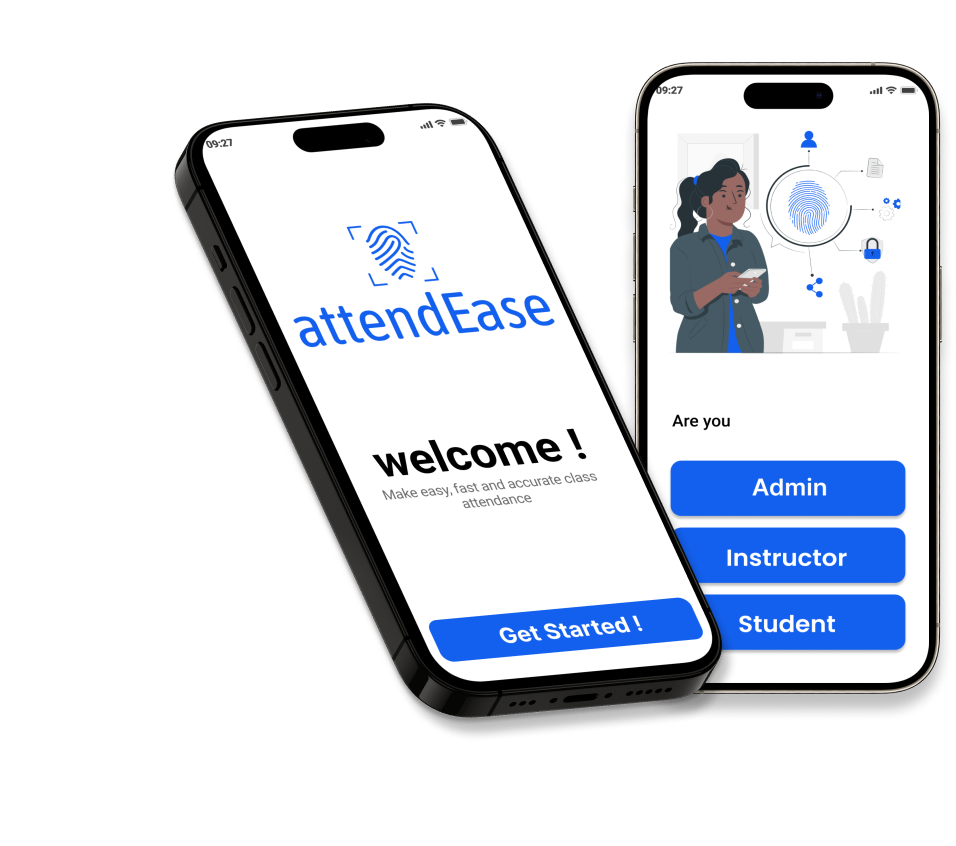 09:27
attendEase
welcome !
Make easy, fast and accurate class
attendance
Get Started !
09:27
Are you
Admin
Instructor
Student